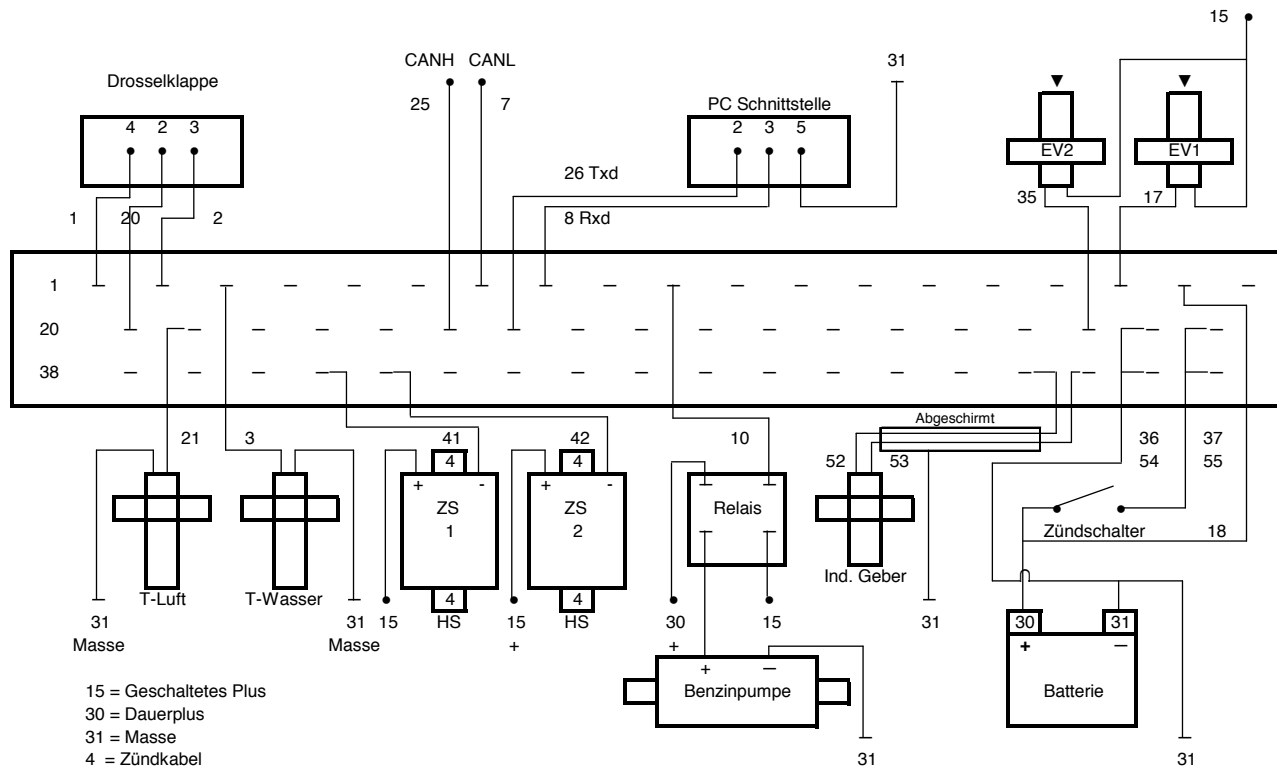 15
CANH CANL
31
Drosselklappe
25 7
PC Schnittstelle
4 2 3
2 3 5
EV2 EV1
26 Txd
1 20 2
8 Rxd
35 17
1
20
38
Abgeschirmt
21 3 41 42 10
36 37
54 55
4 4
52 53
+ - + -
ZS
1
ZS
2
Relais
Zündschalter 18
Ind. Geber
T-Luft T-Wasser
4 4
HS HS
31
Masse
31
Masse
15
15
+
30
+
15
31
30 31
+ –
Batterie
+ –
Benzinpumpe
15 = Geschaltetes Plus
30 = Dauerplus
31 = Masse
4 = Zündkabel
31
31